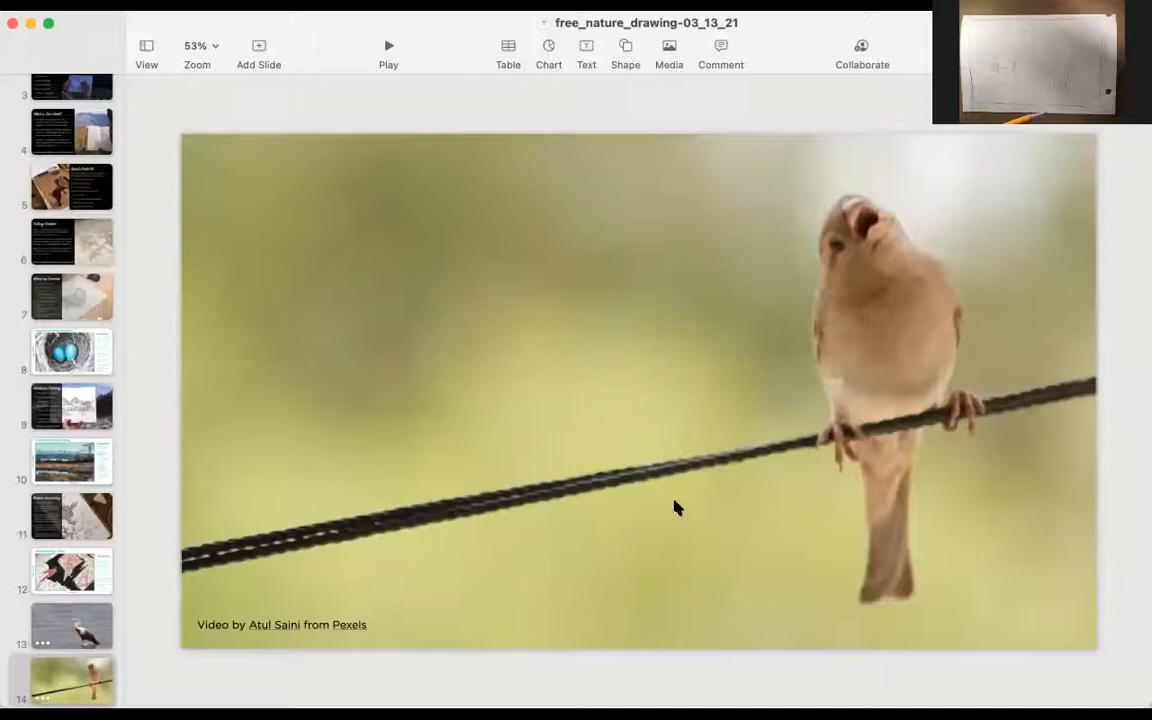 free_nature_drawing-03_13_21
53%
View
Zoom
Add Slide
Play
Table
Chart
Text
Shape
Media
Comment
Collaborate
3
4
5
6
7
8
9
10
11
12
13
14
Video by Atul Saini from Pexels